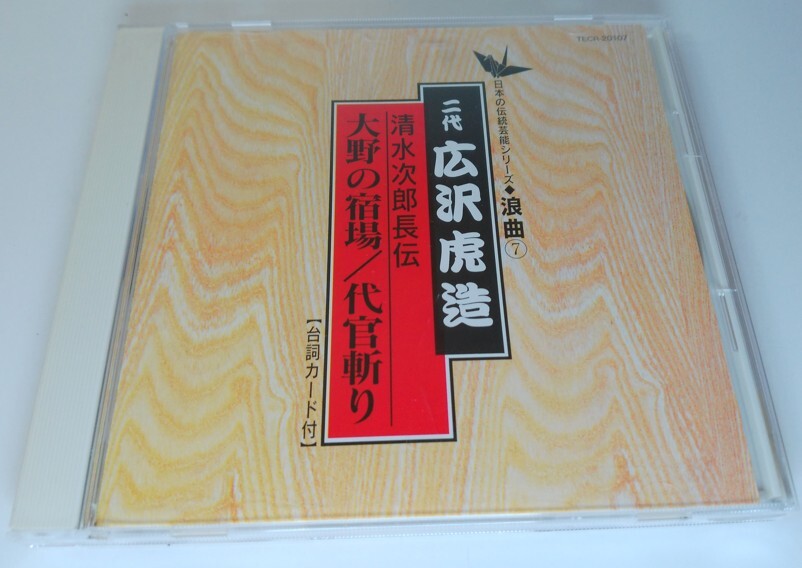 TECR-20107
日本の伝統芸能シリーズ◆浪曲⑦
二代 広沢虎造
清水次郎長伝
大野の宿場/代官斬り
【台詞カード付】